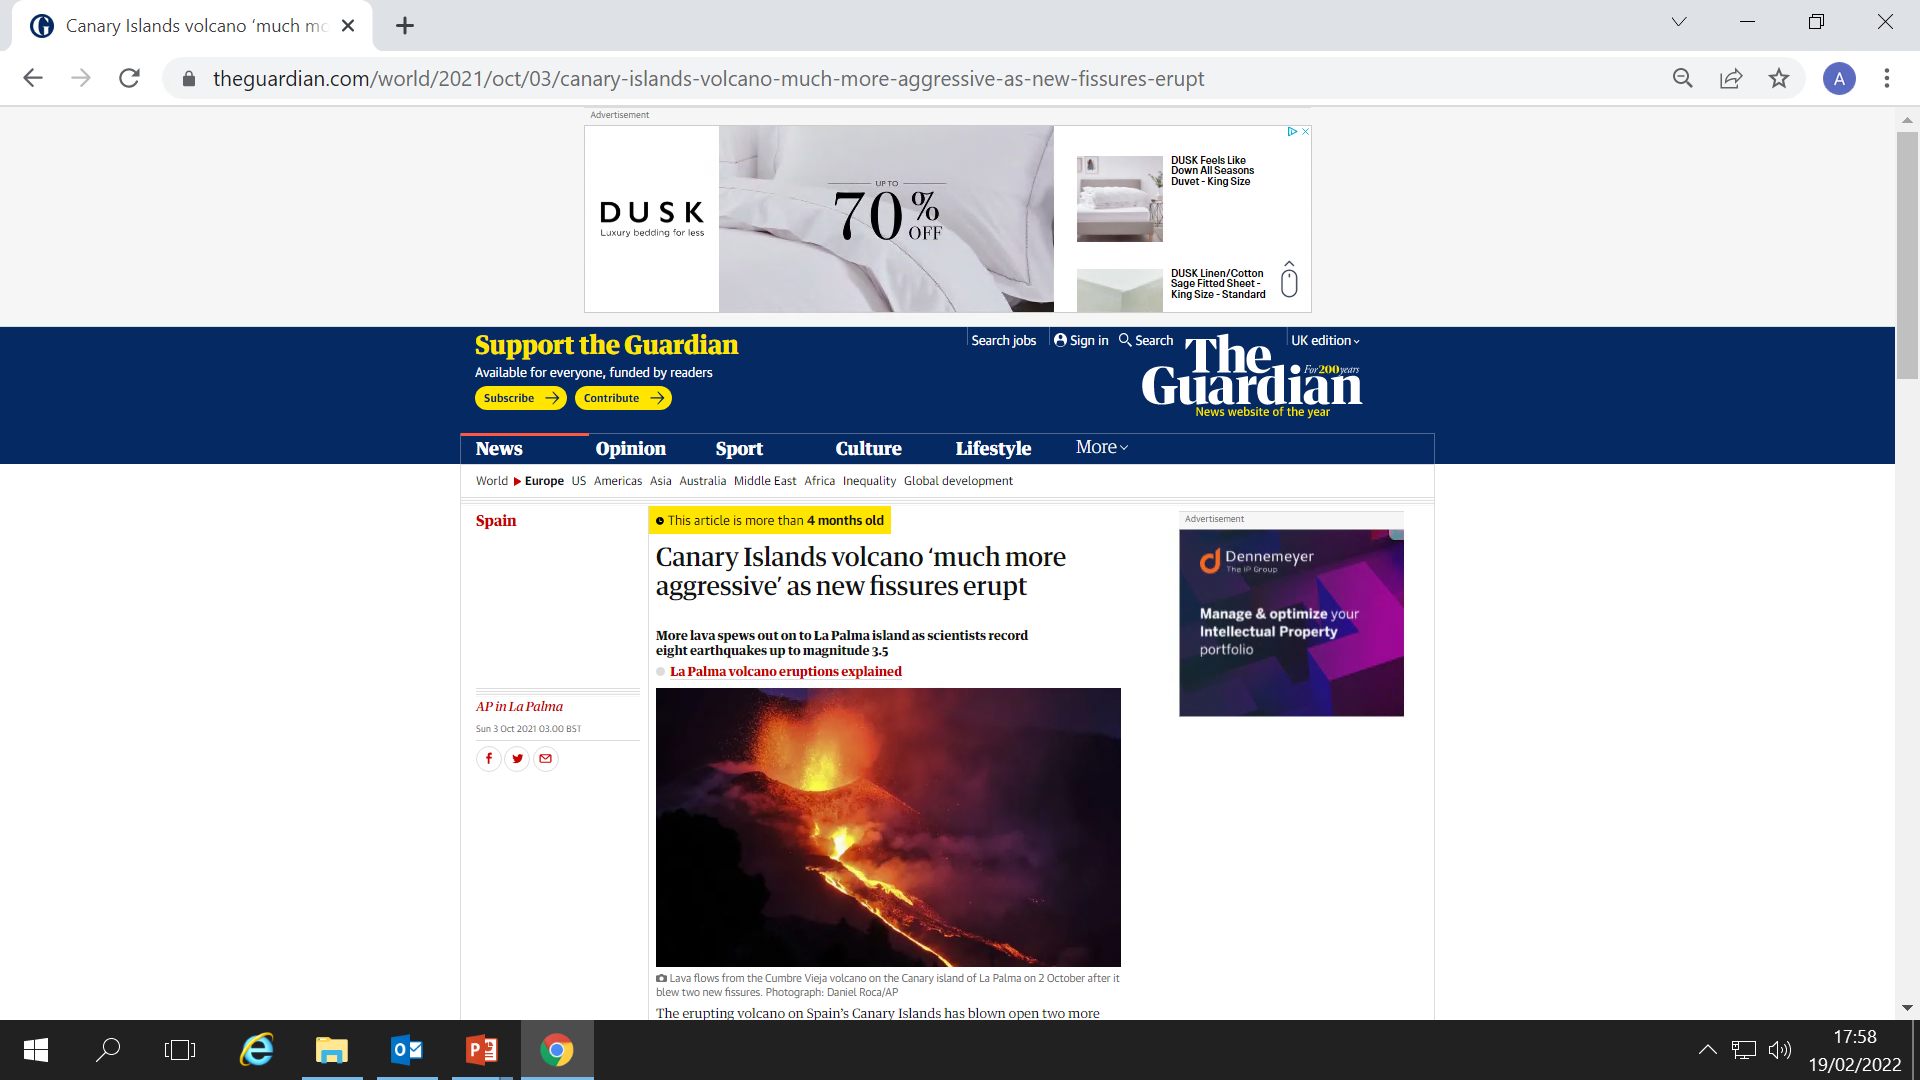 Canary Islands volcano ‘much mo
theguardian.com/world/2021/oct/03/canary-islands-volcano-much-more-aggressive-as-new-fissures-erupt
A
Advertisement
DUSK
Luxury bedding for less
UP TO
70%
OFF
DUSK Feels Like
Down All Seasons
Duvet - King Size
DUSK Linen/Cotton
Sage Fitted Sheet -
King Size - Standard
Support the Guardian
Available for everyone, funded by readers
Subscribe
Contribute
Search jobs
Sign in
Search
UK edition
The
Guardian
For 200 years
News website of the year
News
Opinion
Sport
Culture
Lifestyle
More
World
Europe
US
Americas
Asia
Australia
Middle East
Africa
Inequality
Global development
Spain
This article is more than 4 months old
Canary Islands volcano ‘much more
aggressive’ as new fissures erupt
More lava spews out on to La Palma island as scientists record
eight earthquakes up to magnitude 3.5
La Palma volcano eruptions explained
AP in La Palma
Sun 3 Oct 2021 03.00 BST
Advertisement
Dennemeyer
The IP Group
Manage & optimize your
Intellectual Property
portfolio
Lava flows from the Cumbre Vieja volcano on the Canary island of La Palma on 2 October after it
blew two new fissures. Photograph: Daniel Roca/AP
The erupting volcano on Spain’s Canary Islands has blown open two more
17:58
19/02/2022